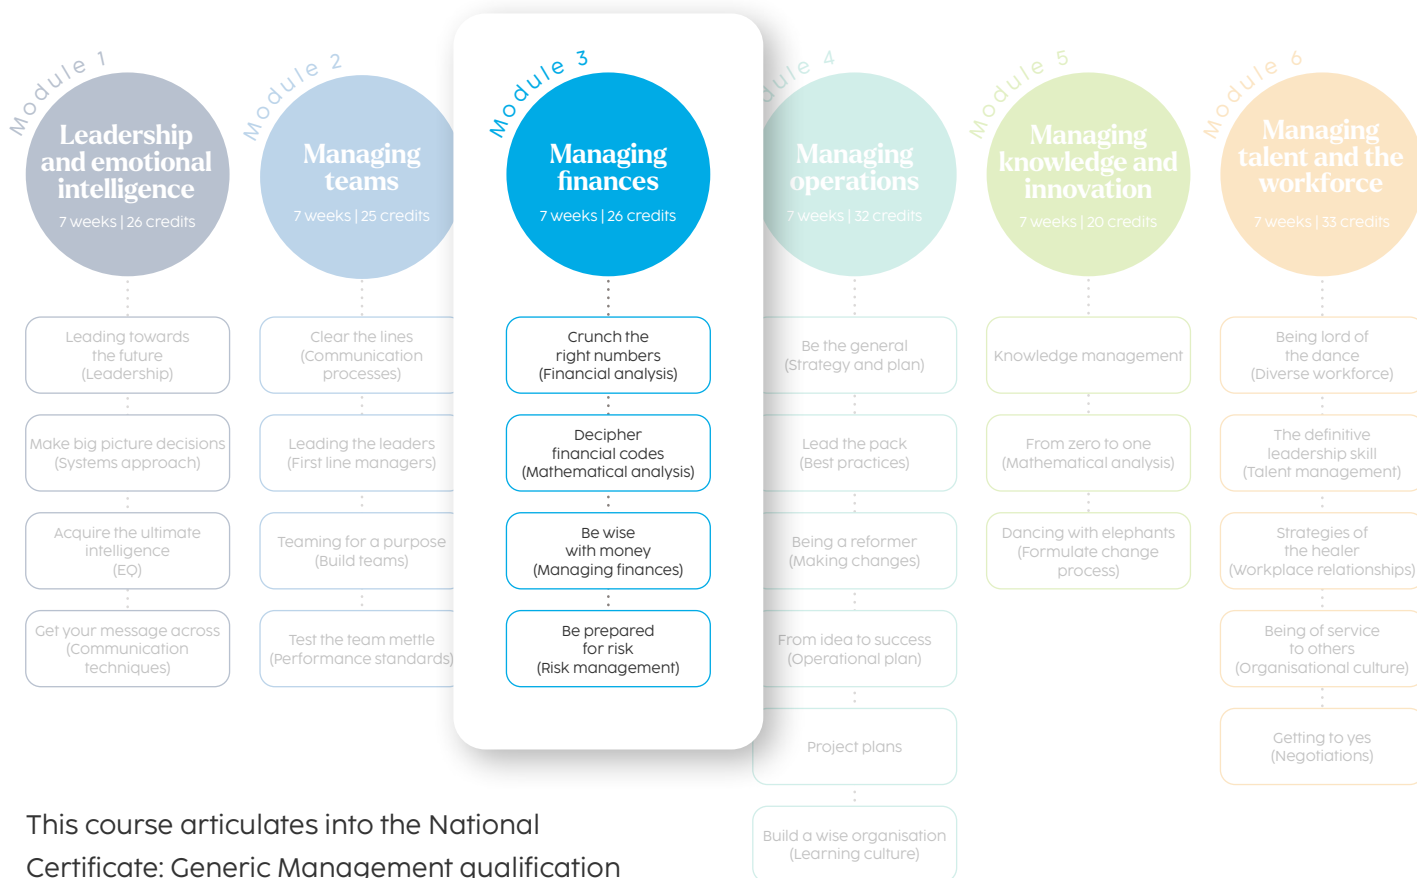 Module 1
Leadership
and emotional
intelligence
7 weeks | 26 credits
Leading towards
the future
(Leadership)
Make big picture decisions
(Systems approach)
Acquire the ultimate
intelligence
(EQ)
Get your message across
(Communication
techniques)
Module 2
Managing
teams
7 weeks | 25 credits
Clear the lines
(Communication
processes)
Leading the leaders
(First line managers)
Teaming for a purpose
(Build teams)
Test the team mettle
(Performance standards)
Module 3
Managing
finances
7 weeks | 26 credits
Crunch the
right numbers
(Financial analysis)
Decipher
financial codes
(Mathematical analysis)
Be wise
with money
(Managing finances)
Be prepared
for risk
(Risk management)
dule 4
Managing
operations
7 weeks | 32 credits
Be the general
(Strategy and plan)
Lead the pack
(Best practices)
Being a reformer
(Making changes)
From idea to success
(Operational plan)
Project plans
Build a wise organisation
(Learning culture)
Module 5
Managing
knowledge and
innovation
7 weeks | 20 credits
Knowledge management
From zero to one
(Mathematical analysis)
Dancing with elephants
(Formulate change
process)
Module 6
Managing
talent and the
workforce
7 weeks | 33 credits
Being lord of
the dance
(Diverse workforce)
The definitive
leadership skill
(Talent management)
Strategies of
the healer
(Workplace relationships)
Being of service
to others
(Organisational culture)
Getting to yes
(Negotiations)
This course articulates into the National
Certificate: Generic Management qualification